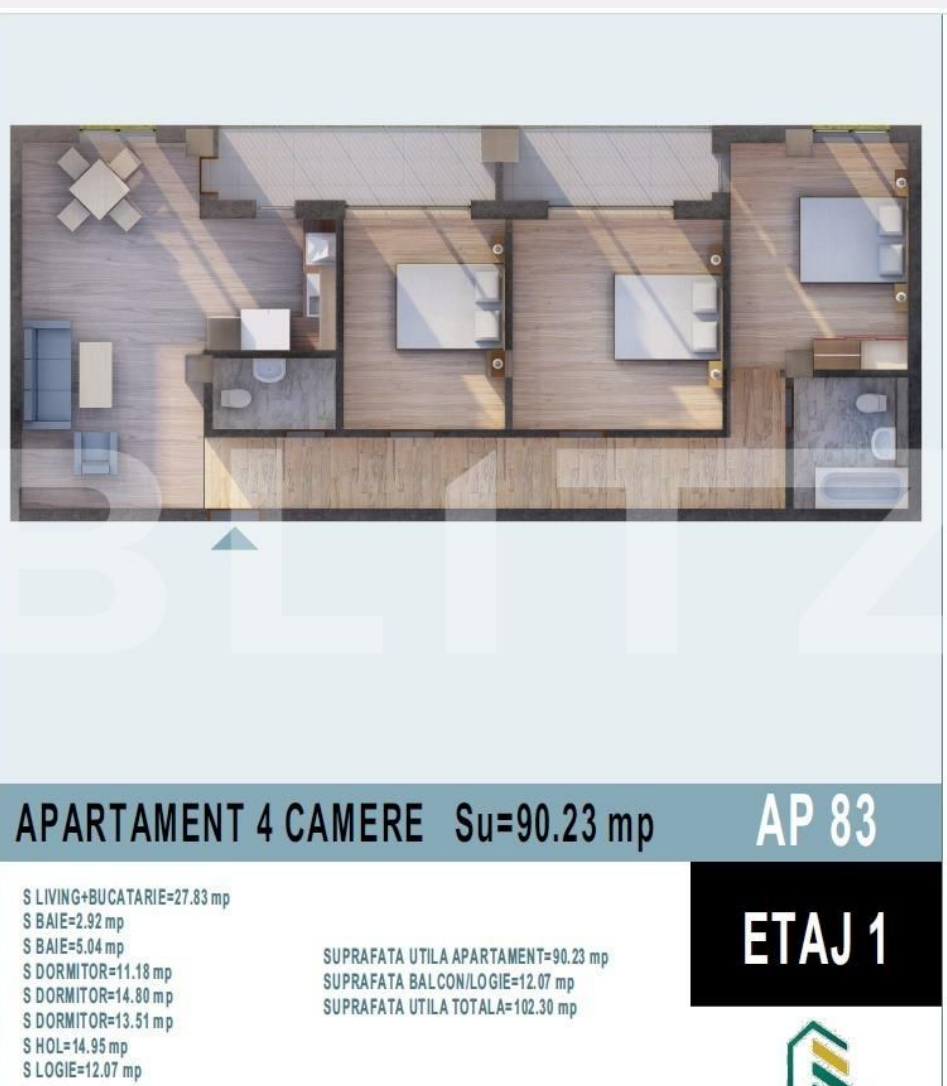 BLITZ
APARTAMENT 4 CAMERE Su=90.23 mp
AP 83
ETAJ 1
S LIVING+BUCATARIE=27.83 mp
S BAIE=2.92 mp
S BAIE=5.04 mp
S DORMITOR=11.18 mp
S DORMITOR=14.80 mp
S DORMITOR=13.51 mp
S HOL=14.95 mp
S LOGIE=12.07 mp
SUPRAFATA UTILA APARTAMENT=90.23 mp
SUPRAFATA BALCON/LOGIE=12.07 mp
SUPRAFATA UTILA TOTALA=102.30 mp